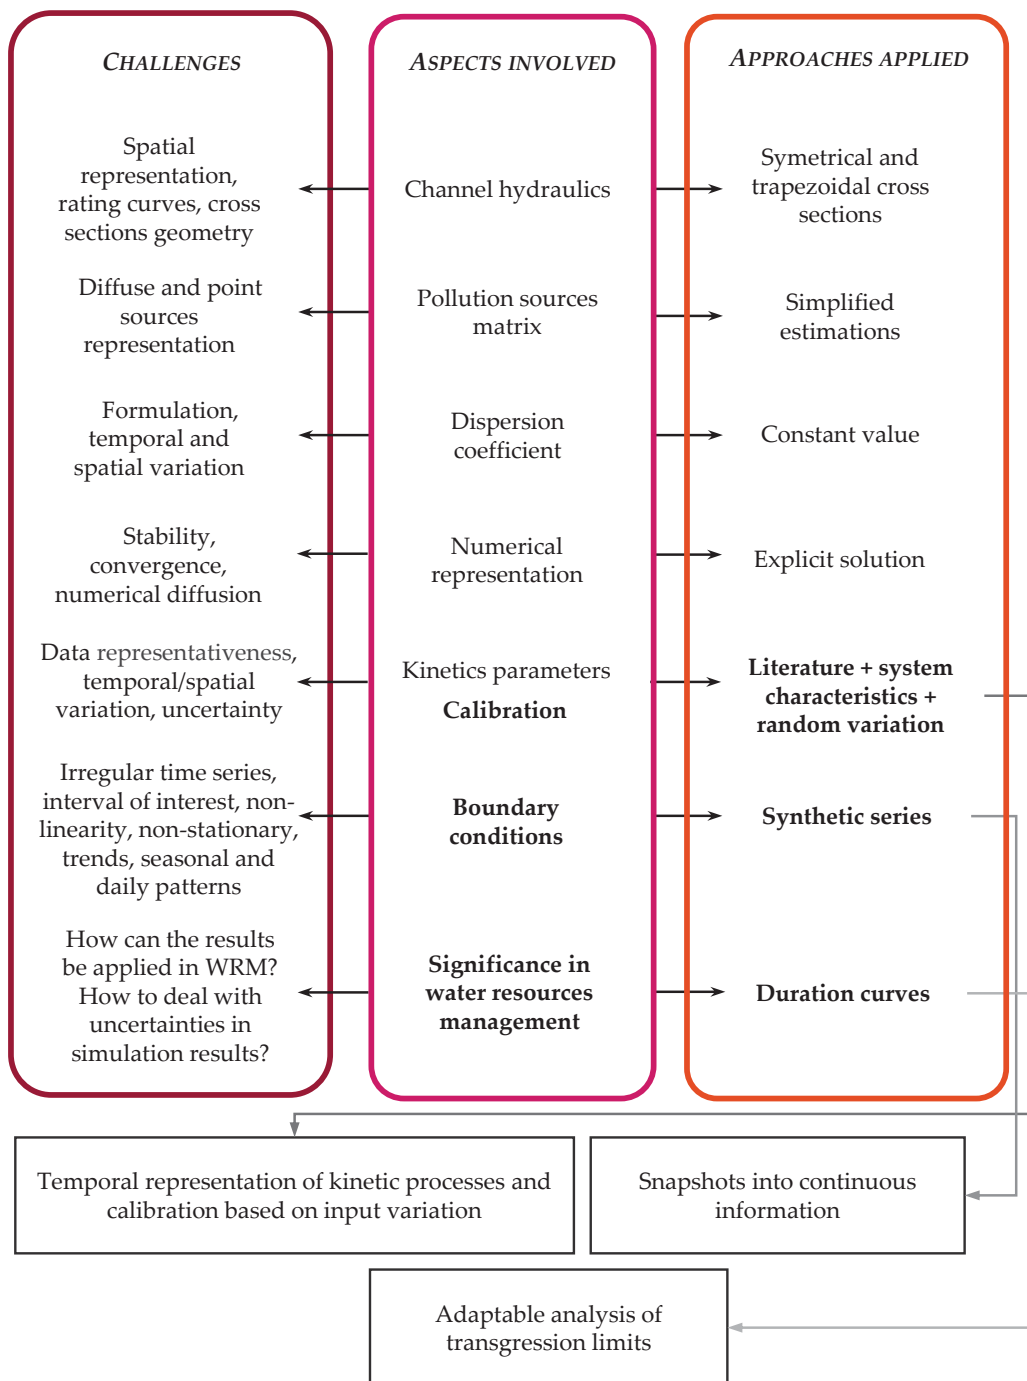 CHALLENGES
Spatial
representation,
rating curves, cross
sections geometry
Diffuse and point
sources
representation
Formulation,
temporal and
spatial variation
Stability,
convergence,
numerical diffusion
Data representativeness,
temporal/spatial
variation, uncertainty
Irregular time series,
interval of interest, non-
linearity, non-stationary,
trends, seasonal and
daily patterns
How can the results
be applied in WRM?
How to deal with
uncertainties in
simulation results?
ASPECTS INVOLVED
Channel hydraulics
Pollution sources
matrix
Dispersion
coefficient
Numerical
representation
Kinetics parameters
Calibration
Boundary
conditions
Significance in
water resources
management
APPROACHES APPLIED
Symetrical and
trapezoidal cross
sections
Simplified
estimations
Constant value
Explicit solution
Literature + system
characteristics +
random variation
Synthetic series
Duration curves
Temporal representation of kinetic processes and
calibration based on input variation
Snapshots into continuous
information
Adaptable analysis of
transgression limits